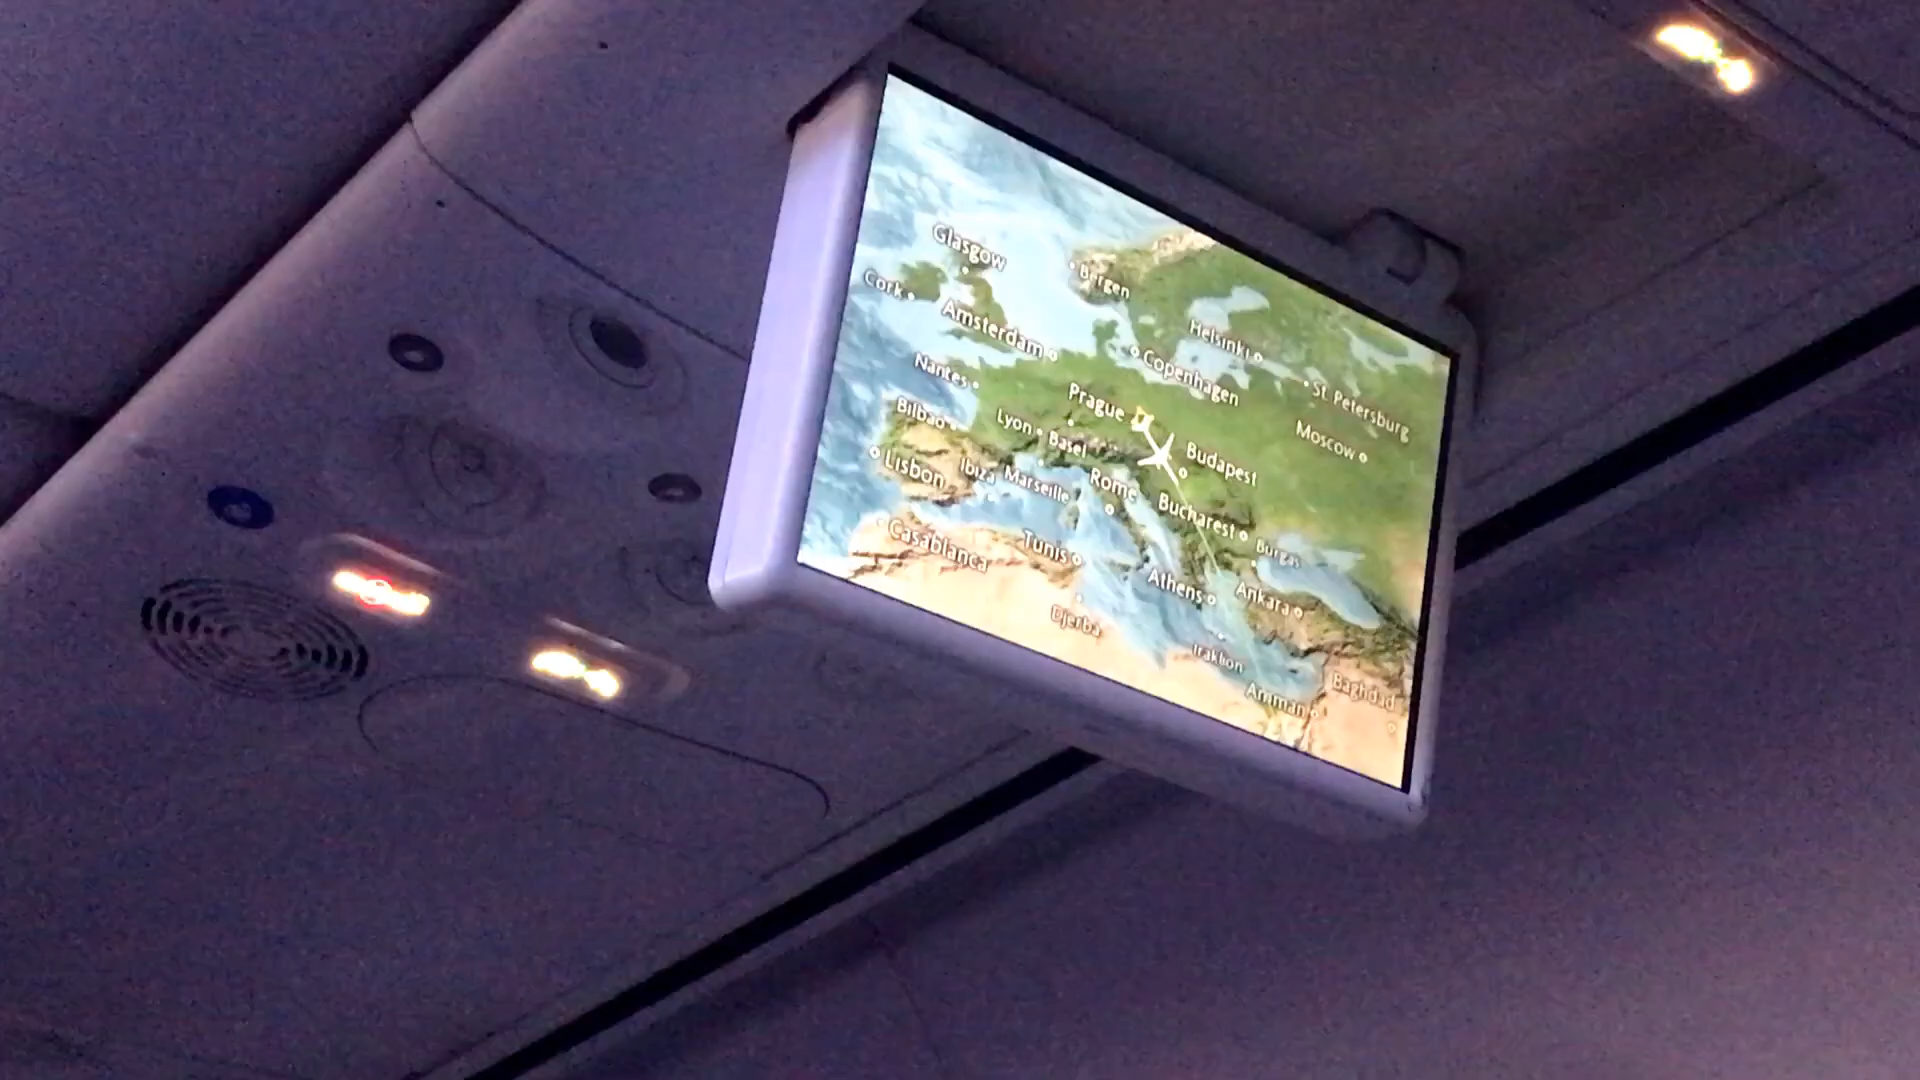 Glasgow
Bergen
Cork
Amsterdam
Helsinki
Copenhagen
St. Petersburg
Nantes
Prague
Moscow
Bilbao
Lyon
Basel
Budapest
Lisbon
Ibiza
Marseille
Rome
Bucharest
Burgas
Casablanca
Tunis
Athens
Ankara
Djerba
Iraklion
Amman
Baghdad